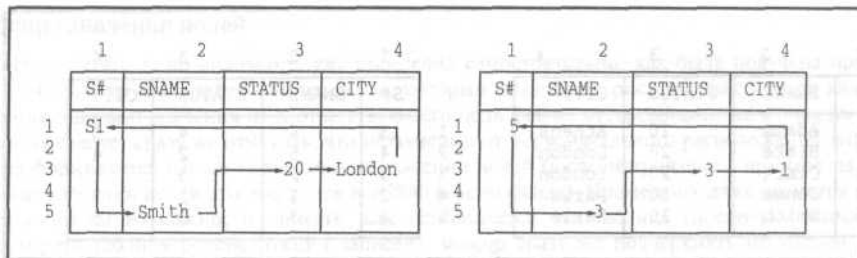 1 2 3 4
S# SNAME STATUS CITY
1 S1
2
3 20 London
4
5 Smith
1 2 3 4
S# SNAME STATUS CITY
1 5
2
3 3 1
4
5 3